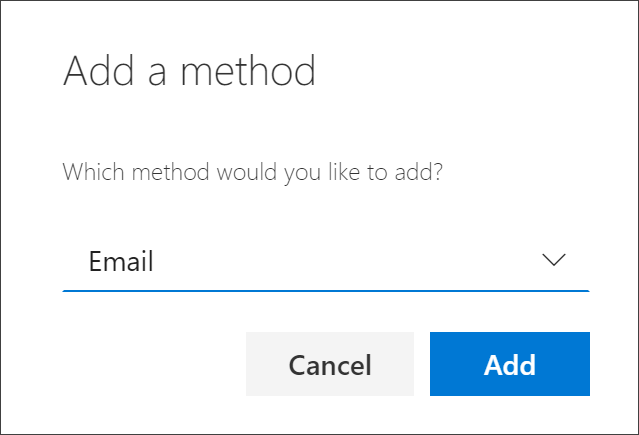 Add a method
Which method would you like to add?
Email
Cancel
Add